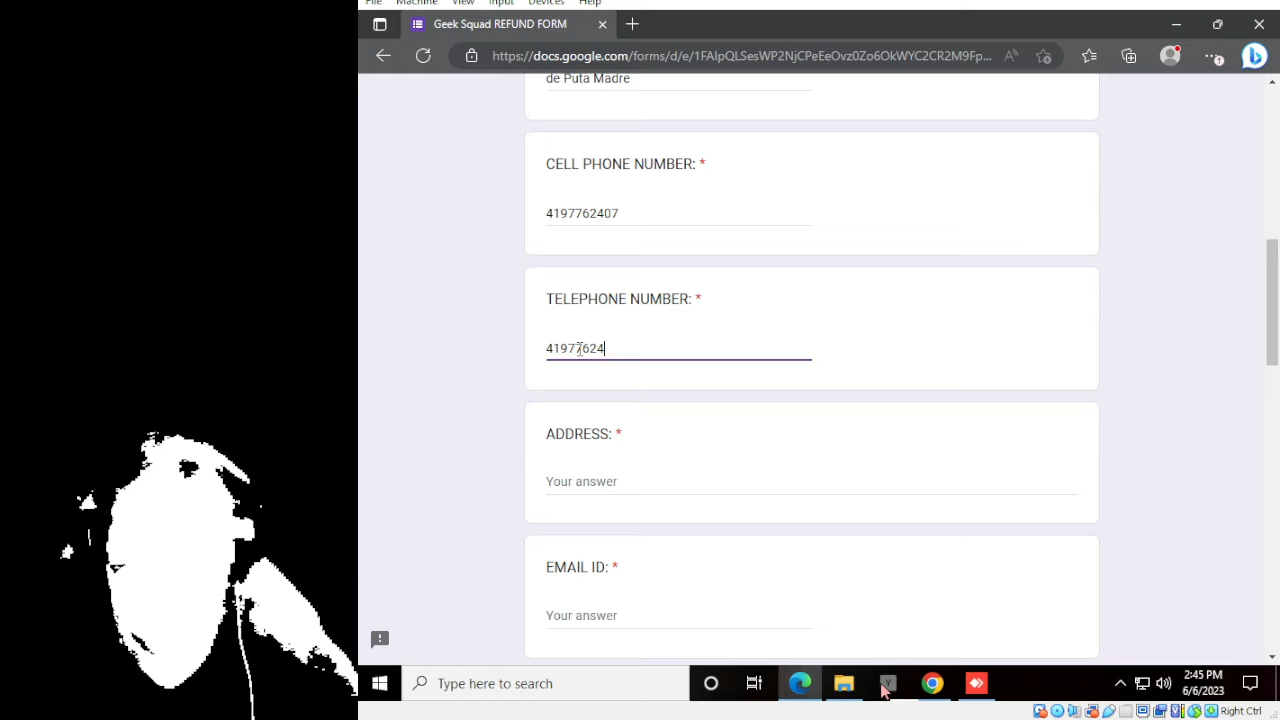 File Machine View Input Devices Help
Geek Squad REFUND FORM
https://docs.google.com/forms/d/e/1FAIpQLSesWP2NjCPeEeOvz0Zo6OkWYC2CR2M9Fp...
de Puta Madre
CELL PHONE NUMBER: *
4197762407
TELEPHONE NUMBER: *
41977624
ADDRESS: *
Your answer
EMAIL ID: *
Your answer
Type here to search
2:45 PM
6/6/2023
Right Ctrl